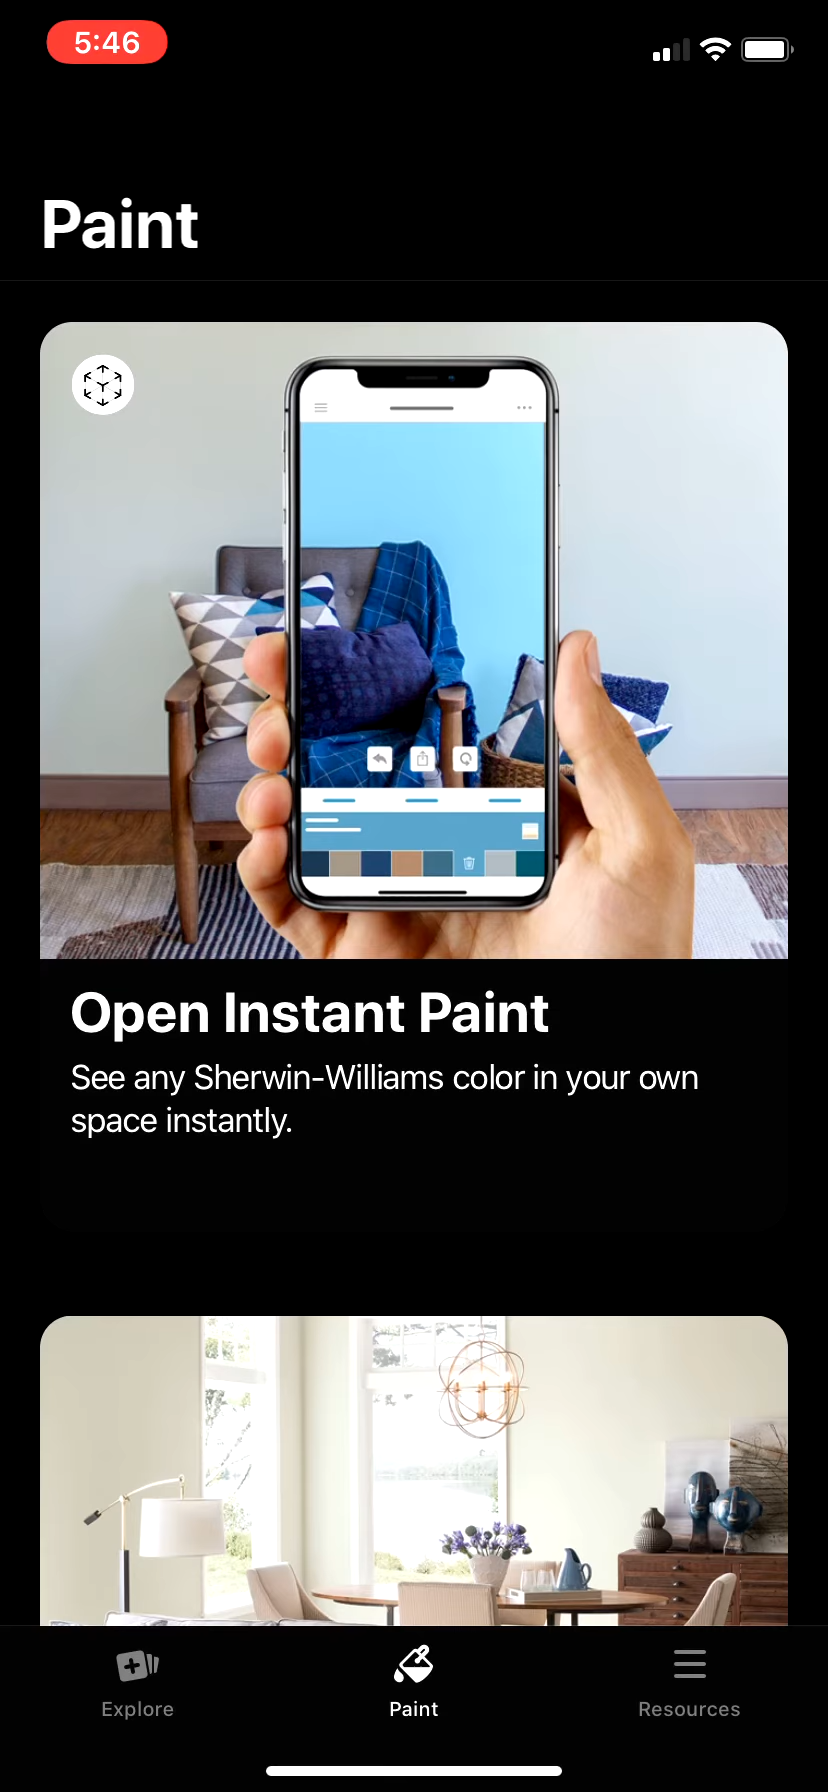 5:46
Paint
Open Instant Paint
See any Sherwin-Williams color in your own
space instantly.
Explore
Paint
Resources